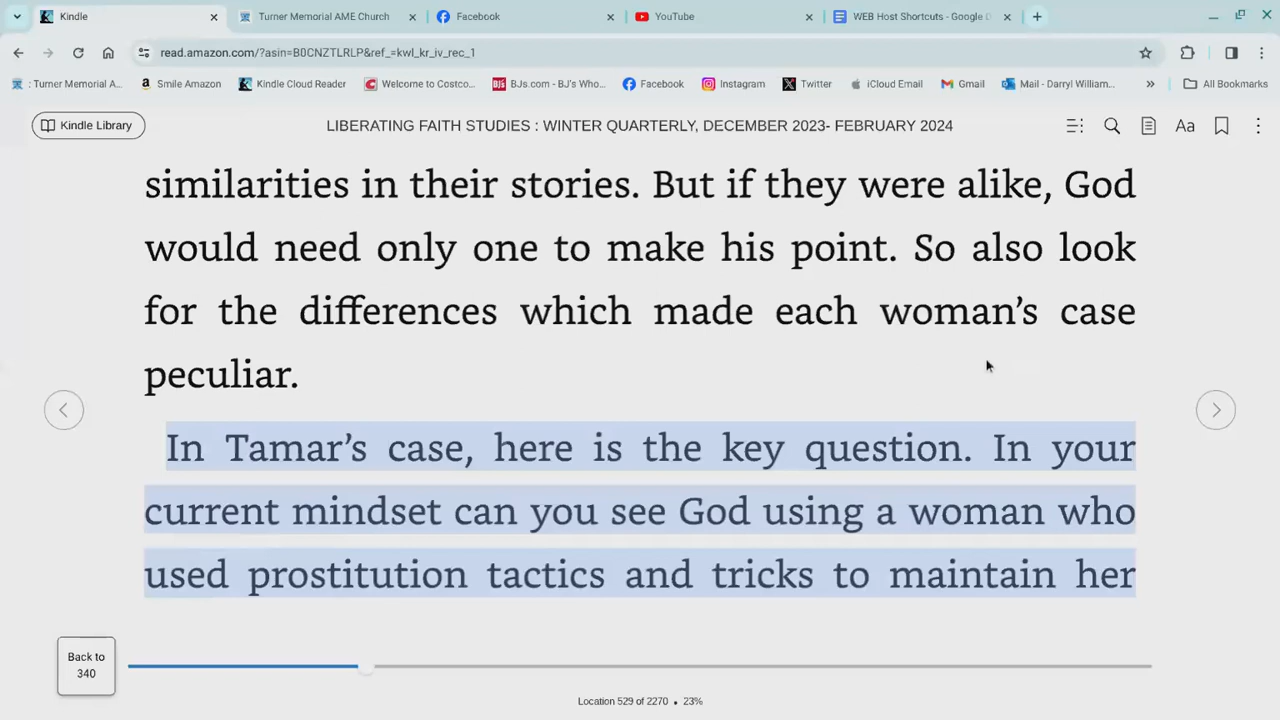 Kindle
Turner Memorial AME Church
Facebook
YouTube
WEB Host Shortcuts - Google D
read.amazon.com/?asin=B0CNZTLRLP&ref_=kwl_kr_iv_rec_1
: Turner Memorial A...
Smile Amazon
Kindle Cloud Reader
Welcome to Costco...
BJs.com - BJ's Who...
Facebook
Instagram
Twitter
iCloud Email
Gmail
Mail - Darryl William...
All Bookmarks
Kindle Library
LIBERATING FAITH STUDIES : WINTER QUARTERLY, DECEMBER 2023- FEBRUARY 2024
Aa
similarities in their stories. But if they were alike, God
would need only one to make his point. So also look
for the differences which made each woman’s case
peculiar.
In Tamar’s case, here is the key question. In your
current mindset can you see God using a woman who
used prostitution tactics and tricks to maintain her
Back to
340
Location 529 of 2270 • 23%